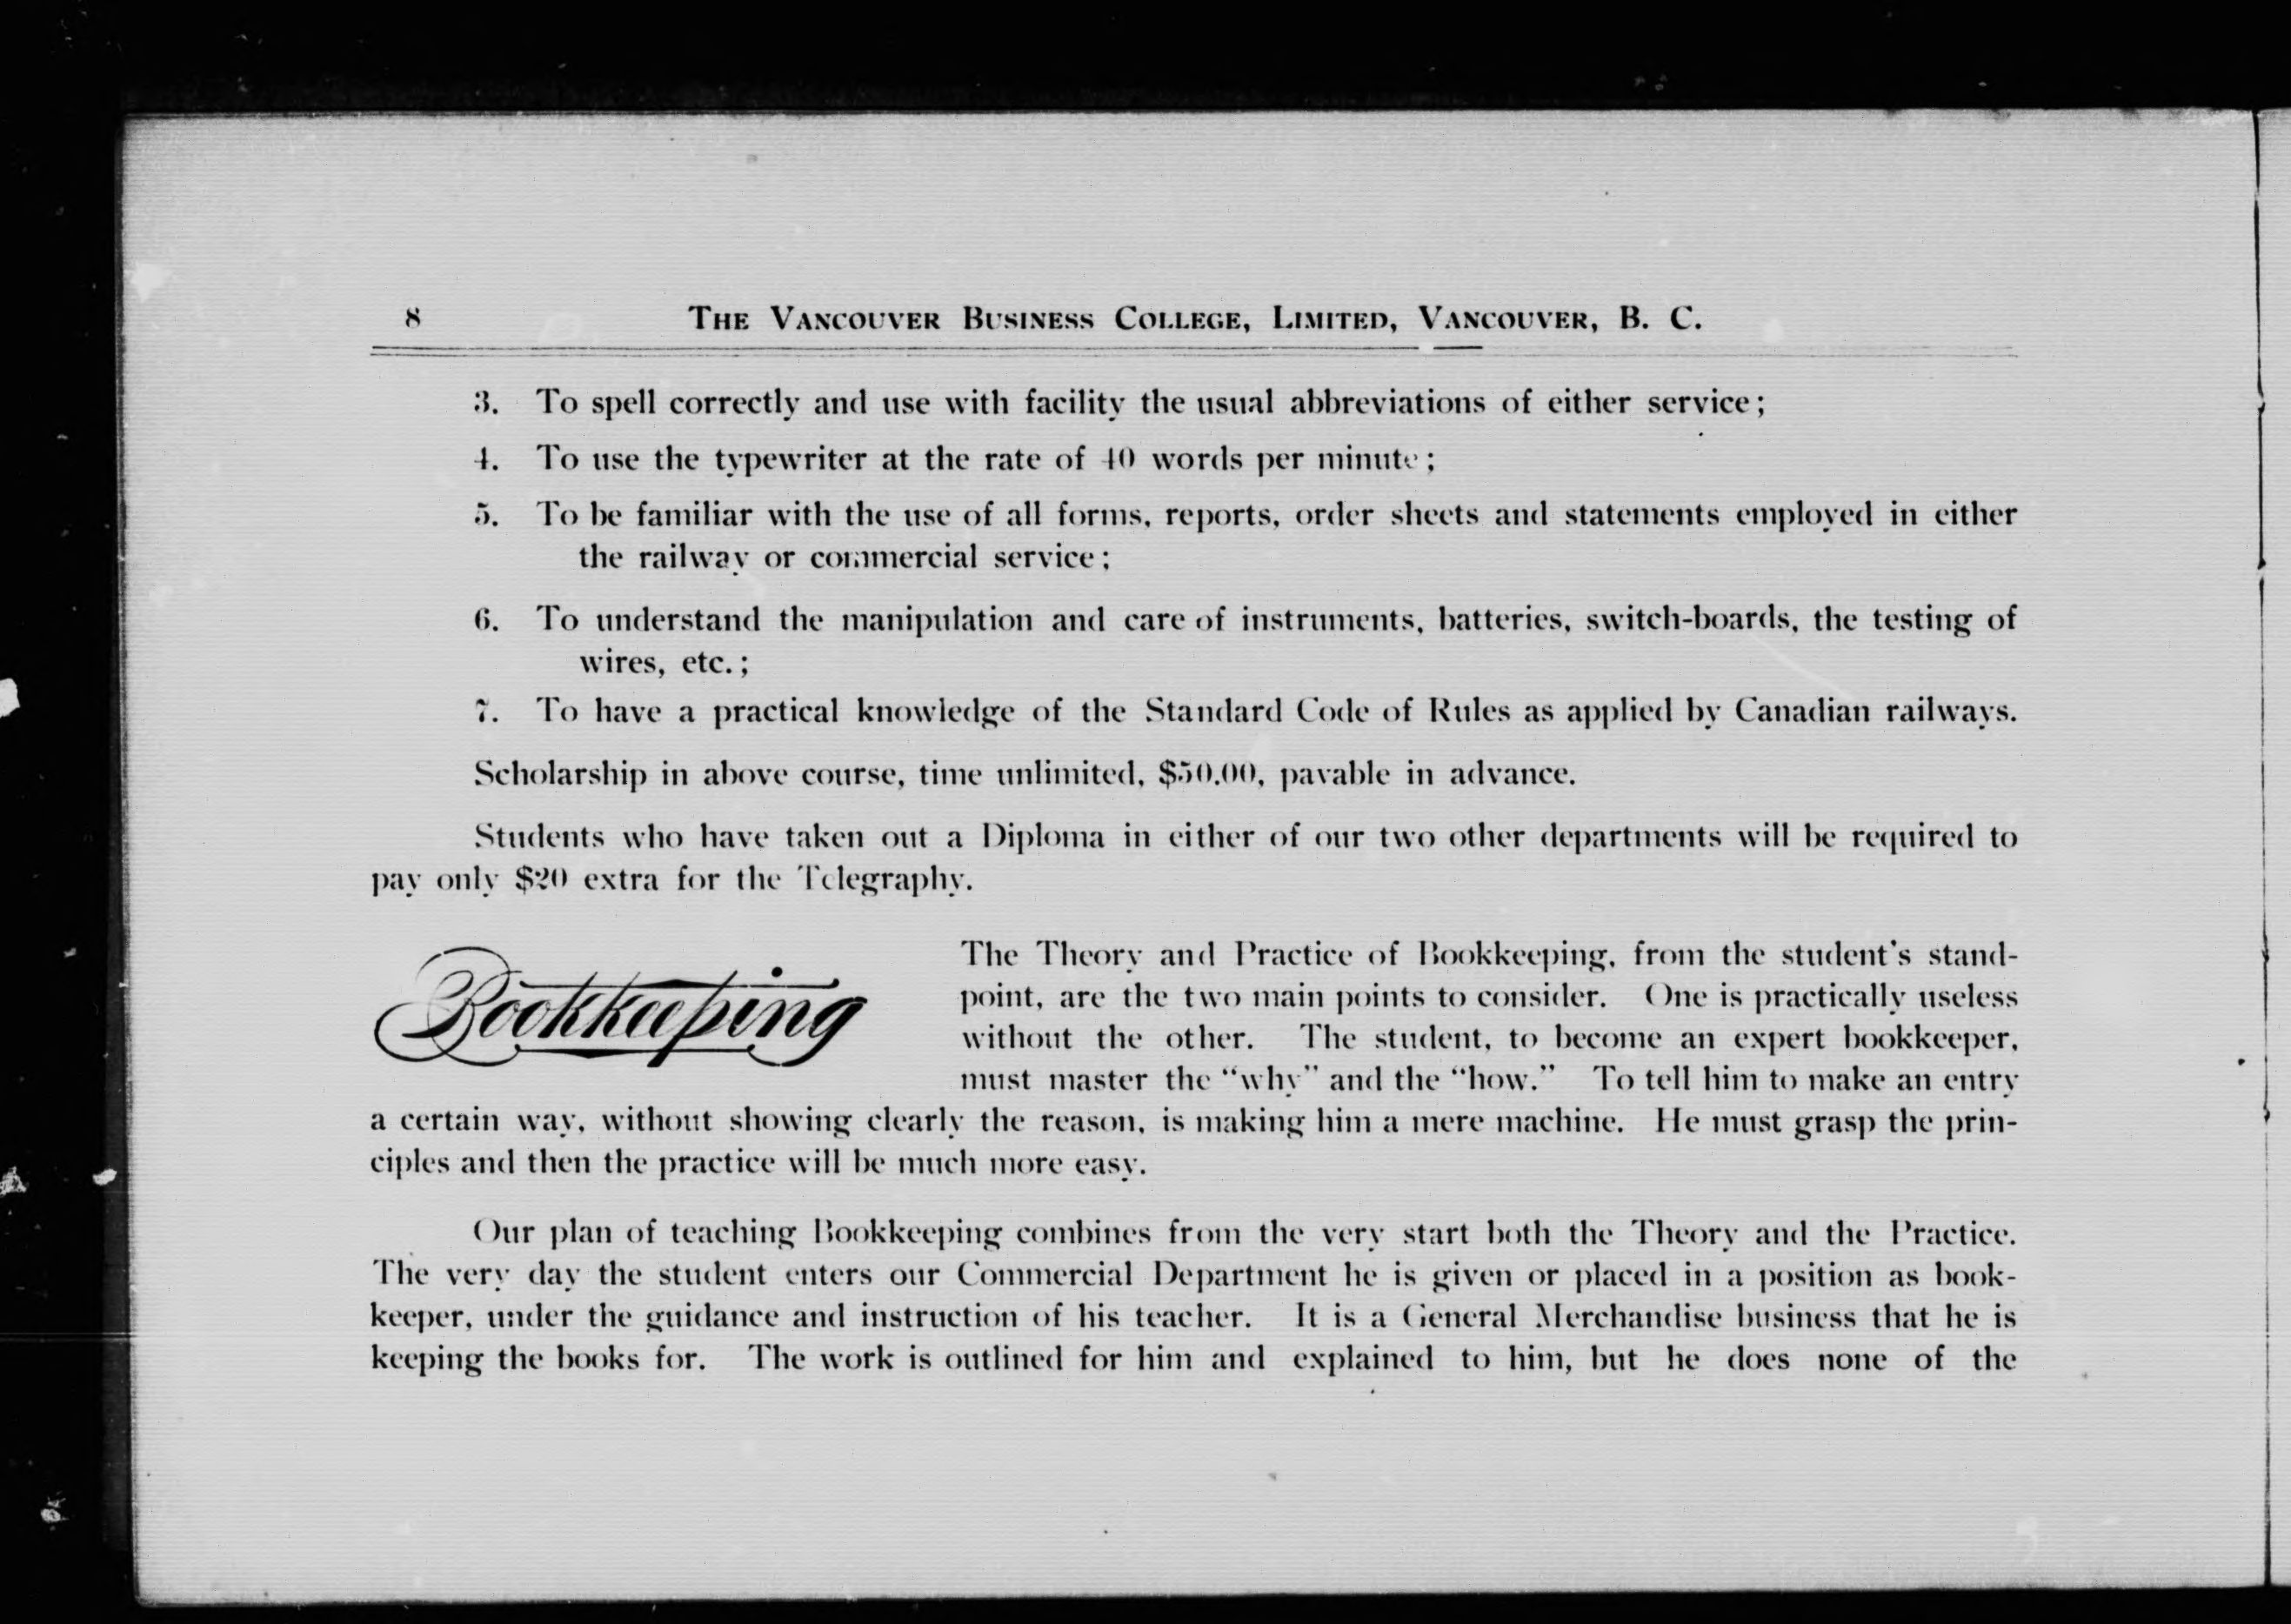 8 THE VANCOUVER BUSINESS COLLEGE, LIMITED, VANCOUVER, B. C.
3. To spell correctly and use with facility the usual abbreviations of either service;
4. To use the typewriter at the rate of 40 words per minute;
5. To be familiar with the use of all forms, reports, order sheets and statements employed in either
the railway or commercial service;
6. To understand the manipulation and care of instruments, batteries, switch-boards, the testing of
wires, etc.;
7. To have a practical knowledge of the Standard Code of Rules as applied by Canadian railways.
Scholarship in above course, time unlimited, $50.00, payable in advance.
Students who have taken out a Diploma in either of our two other departments will be required to
pay only $20 extra for the Telegraphy.
Bookkeeping
The Theory and Practice of Bookkeeping, from the student's stand-
point, are the two main points to consider. One is practically useless
without the other. The student, to become an expert bookkeeper,
must master the "why" and the "how." To tell him to make an entry
a certain way, without showing clearly the reason, is making him a mere machine. He must grasp the prin-
ciples and then the practice will be much more easy.
Our plan of teaching Bookkeeping combines from the very start both the Theory and the Practice.
The very day the student enters our Commercial Department he is given or placed in a position as book-
keeper, under the guidance and instruction of his teacher. It is a General Merchandise business that he is
keeping the books for. The work is outlined for him and explained to him, but he does none of the